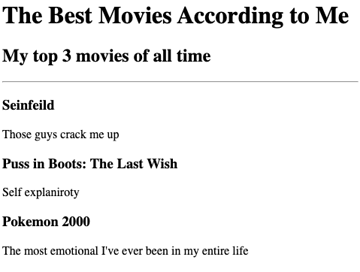 The Best Movies According to Me
My top 3 movies of all time
Seinfeild
Those guys crack me up
Puss in Boots: The Last Wish
Self explaniroty
Pokemon 2000
The most emotional I've ever been in my entire life